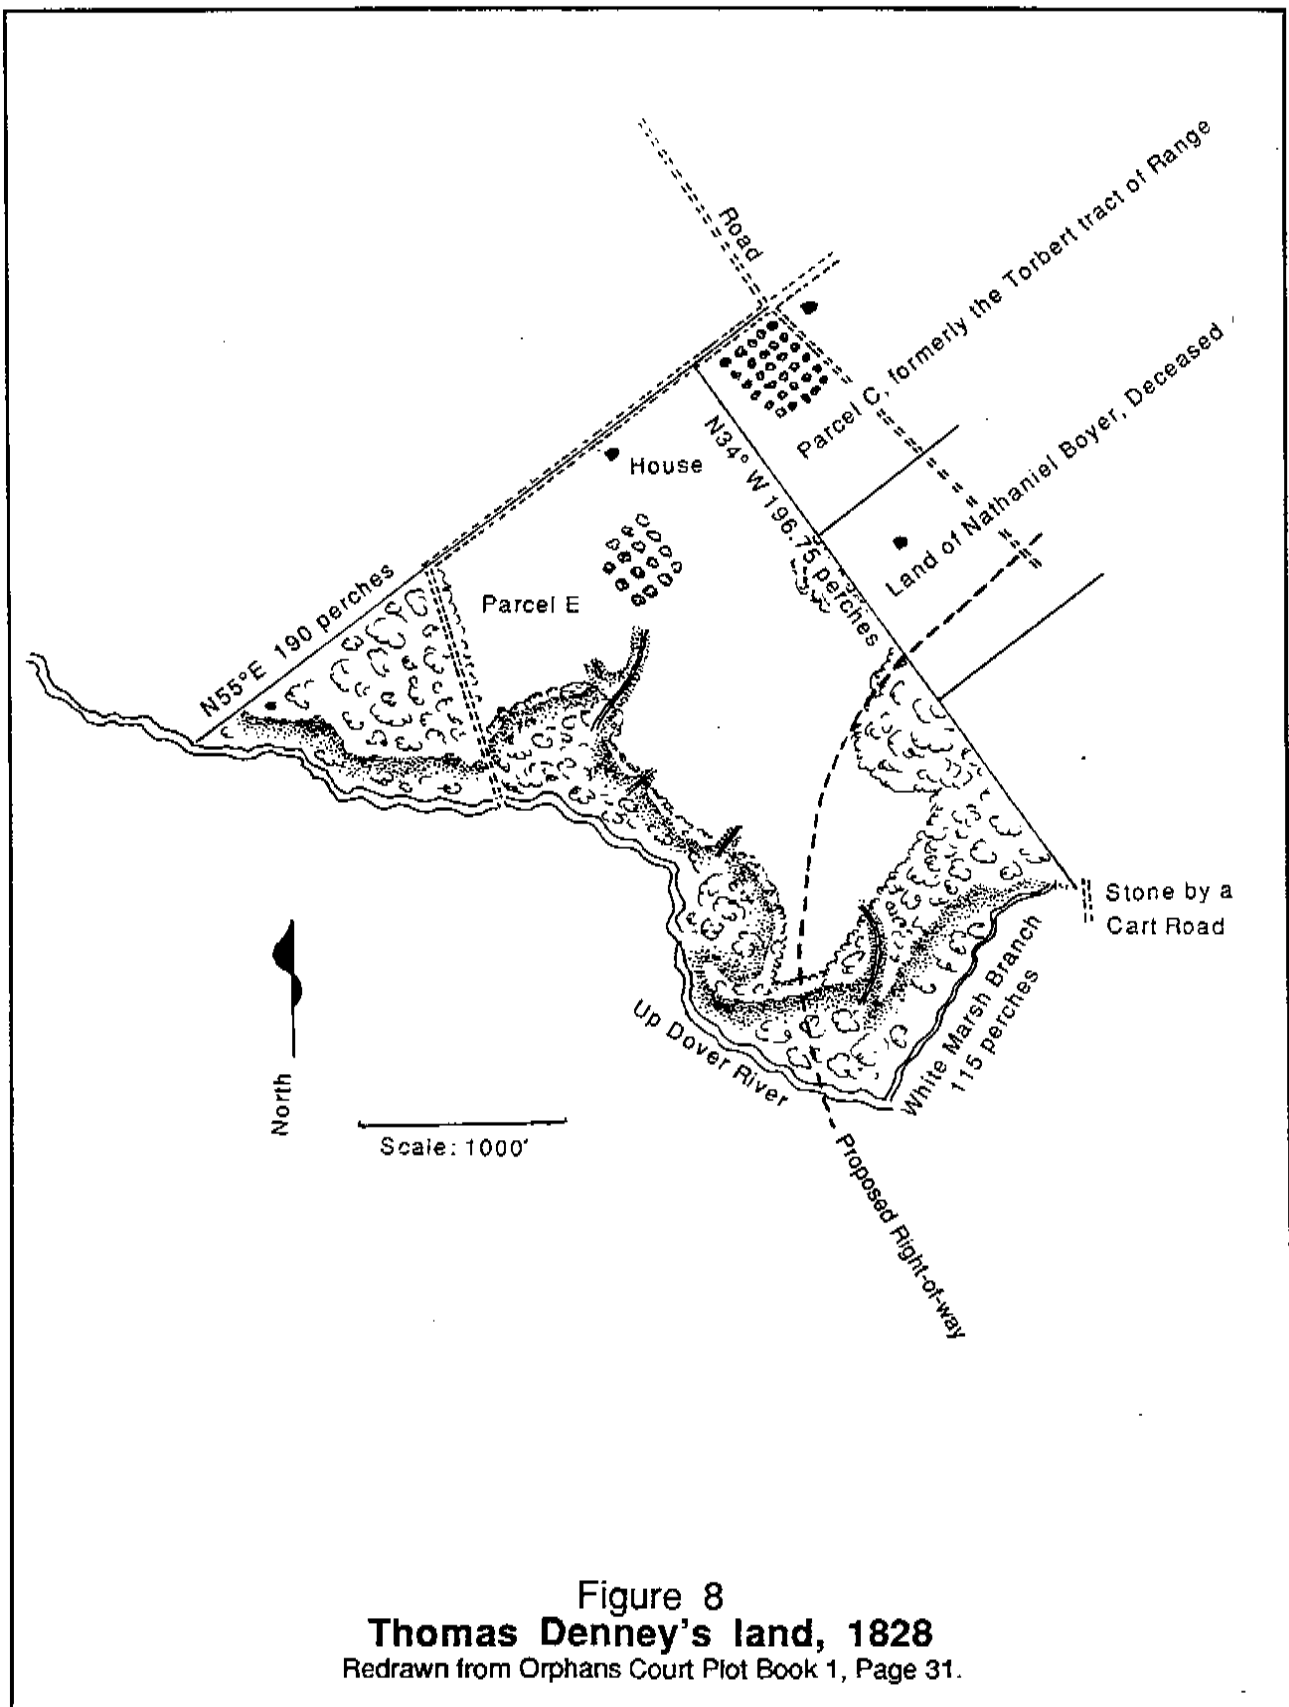 Road
Parcel C, formerly the Torbert tract of Range
Land of Nathaniel Boyer, Deceased
House
N34° W 196.75 perches
Parcel E
N55°E 190 perches
Stone by a
Cart Road
White Marsh Branch
115 perches
Up Dover River
North
Scale: 1000'
Proposed Right-of-way
Figure 8
Thomas Denney's land, 1828
Redrawn from Orphans Court Plot Book 1, Page 31.